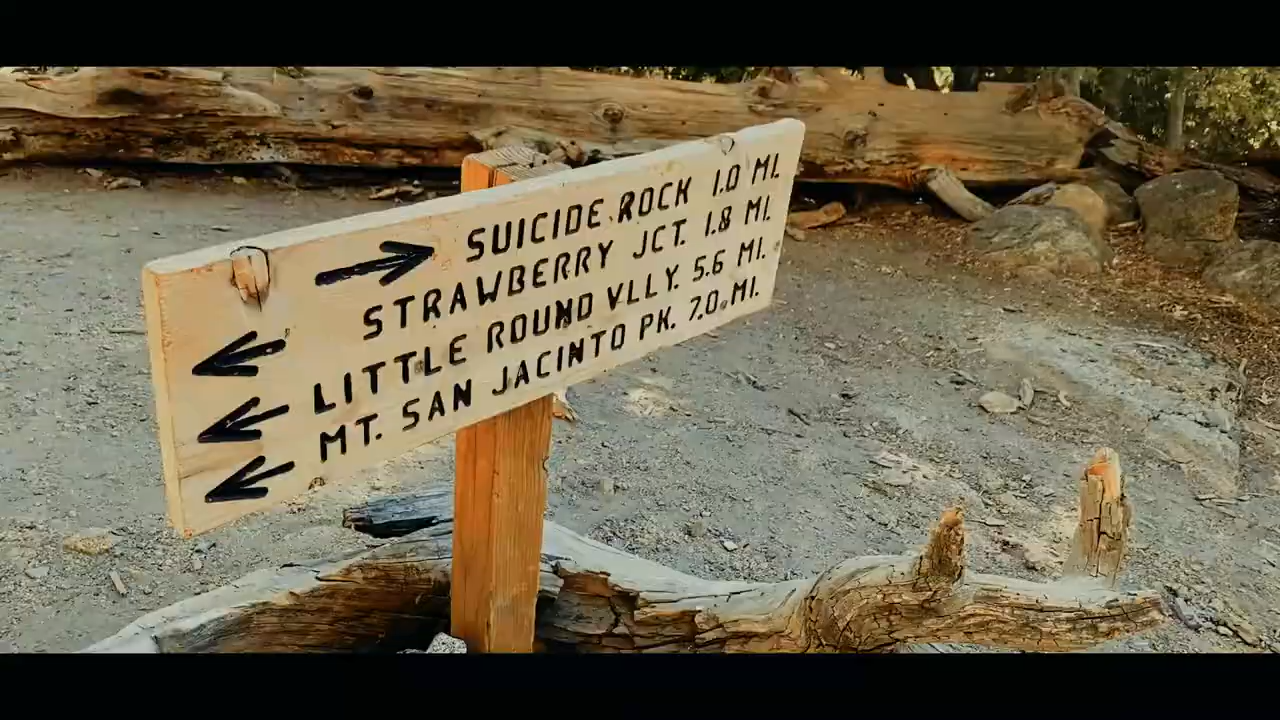 → SUICIDE ROCK 1.0 MI.
← STRAWBERRY JCT. 1.8 MI.
← LITTLE ROUND VLLY. 5.6 MI.
← MT. SAN JACINTO PK. 7.0 MI.